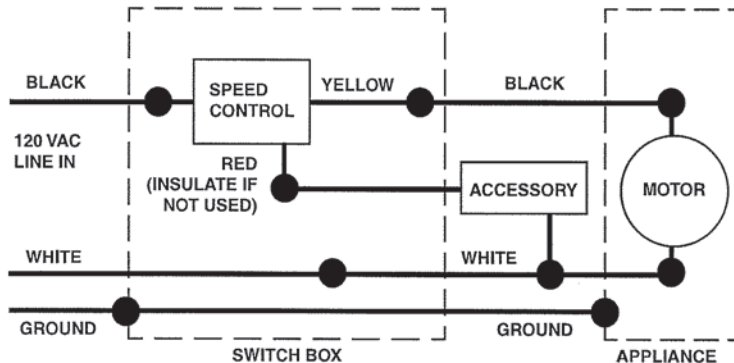 BLACK
SPEED
CONTROL
YELLOW
BLACK
120 VAC
LINE IN
RED
(INSULATE IF
NOT USED)
ACCESSORY
MOTOR
WHITE
WHITE
GROUND
GROUND
SWITCH BOX
APPLIANCE